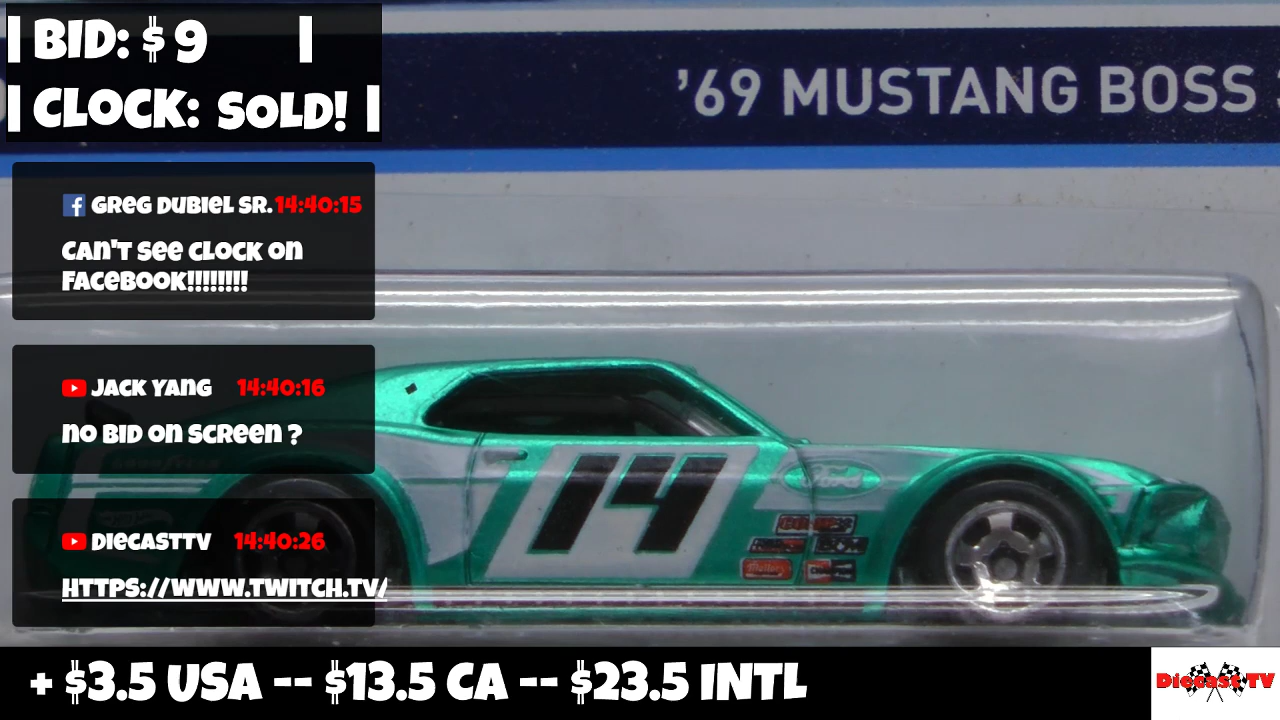 | BID: $ 9 |
| CLOCK: SOLD! |
'69 MUSTANG BOSS
GREG DUBIEL SR. 14:40:15
CAN'T SEE CLOCK ON
FACEBOOK!!!!!!!!
JACK YANG 14:40:16
NO BID ON SCREEN ?
DIECASTTV 14:40:26
HTTPS://WWW.TWITCH.TV/
14
Ford
+ $3.5 USA -- $13.5 CA -- $23.5 INTL
Diecast TV